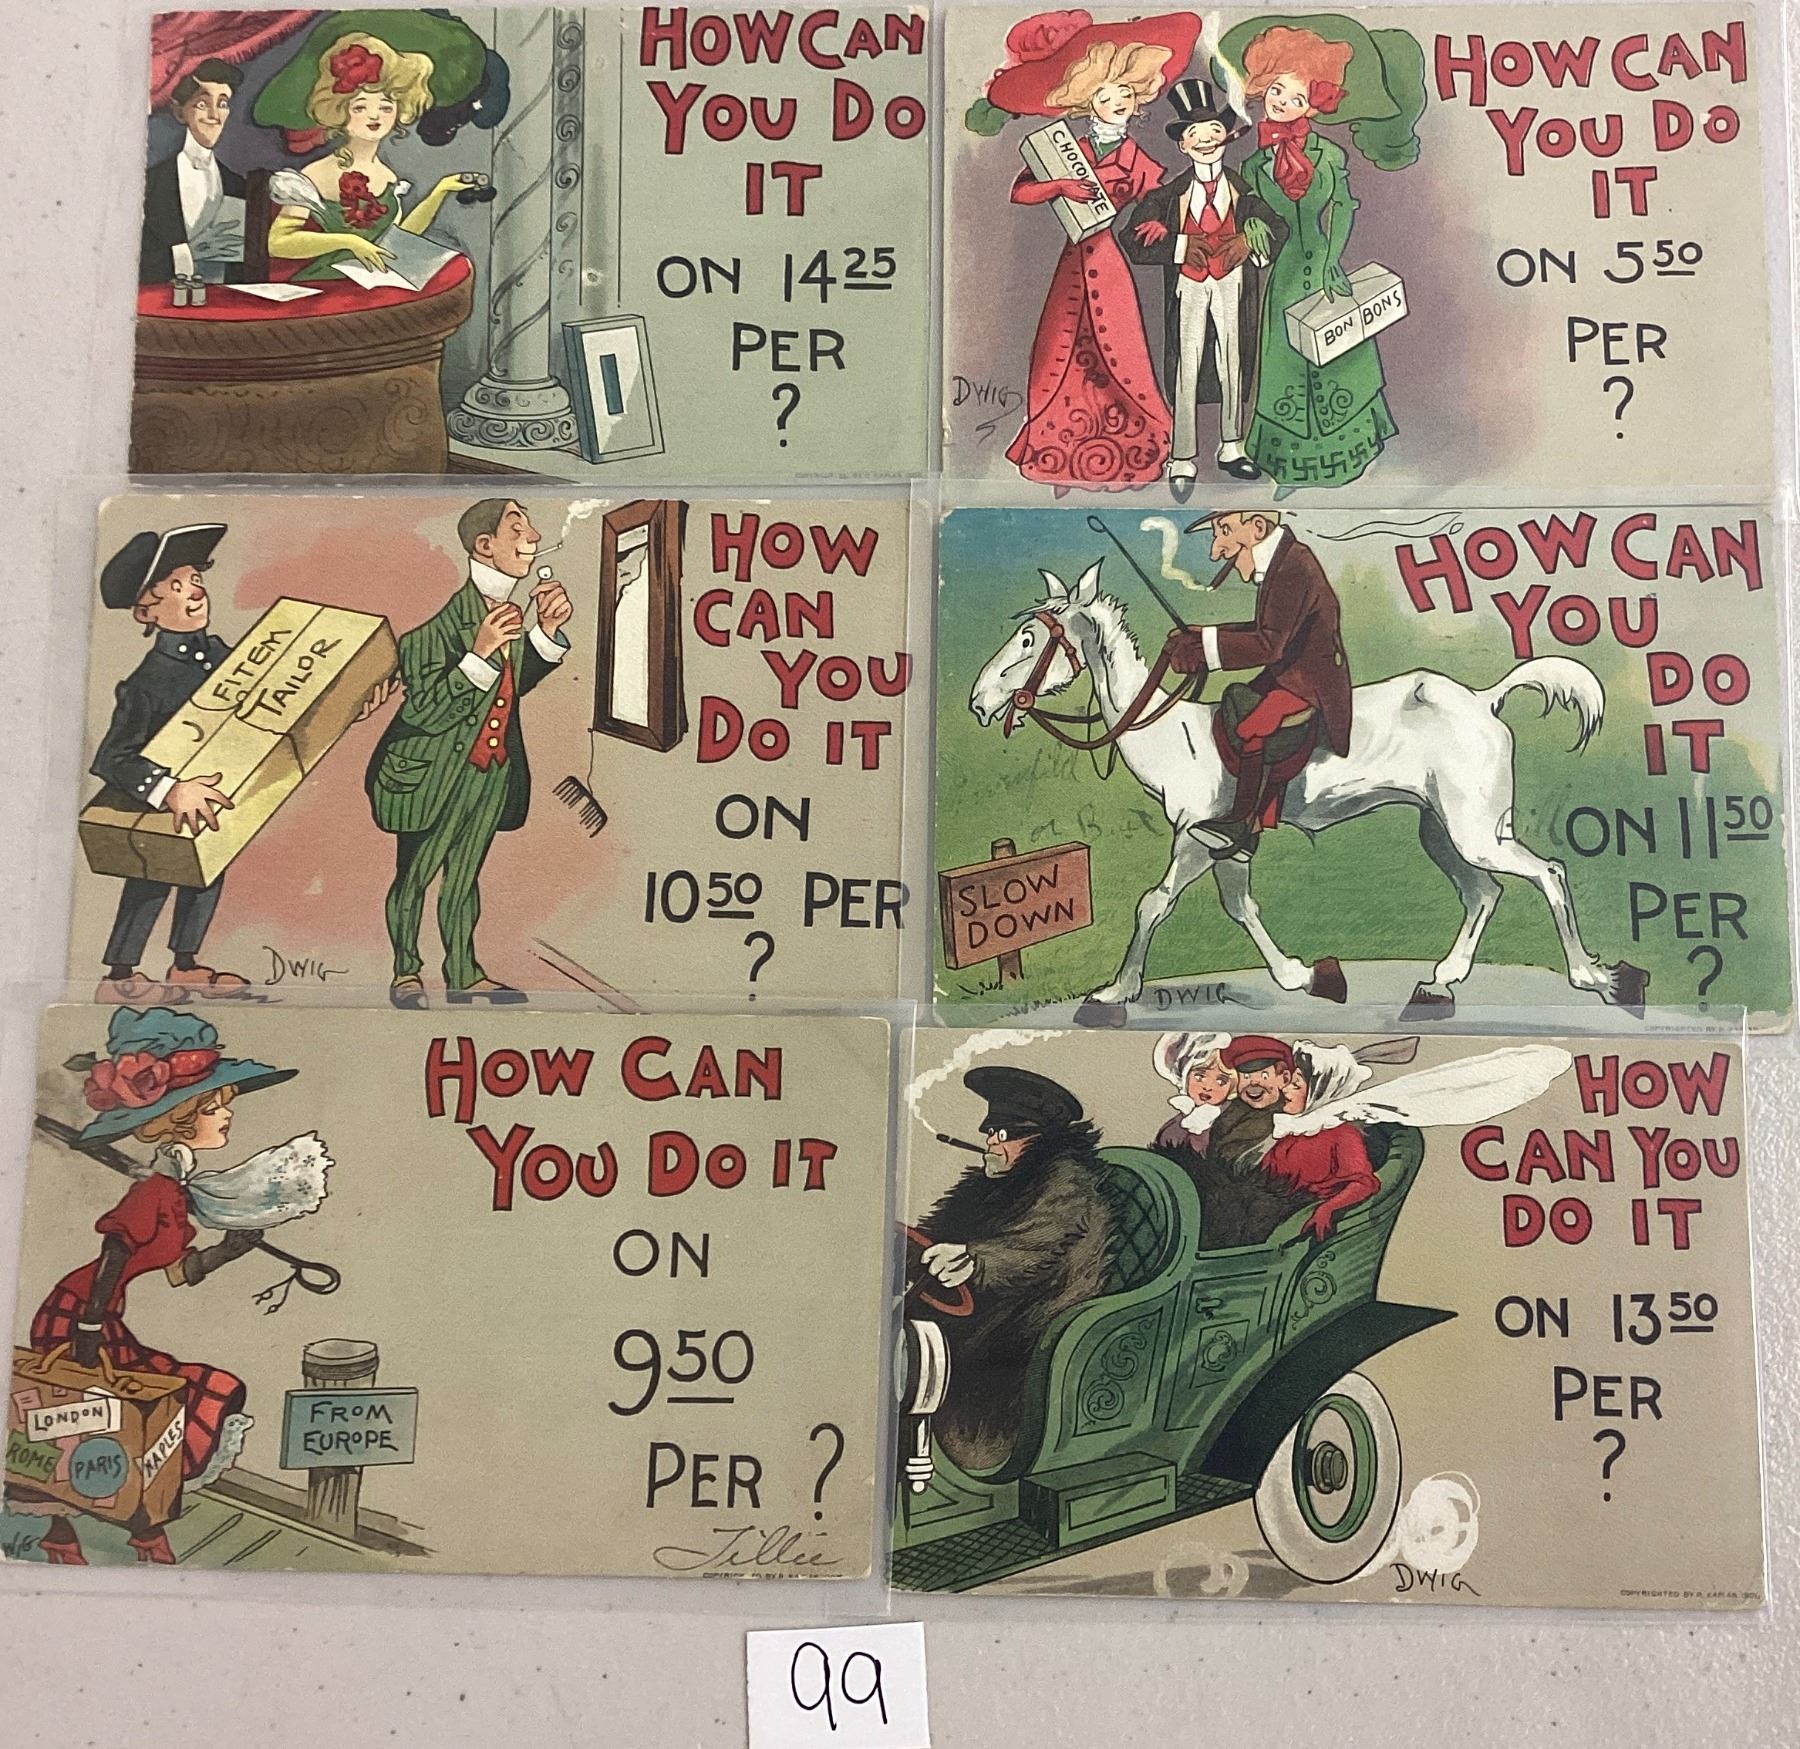 HOW CAN
YOU DO
IT
ON 14 25
PER
?
HOW CAN
YOU DO
IT
ON 5 50
PER
?
CHOCOLATE
BON BONS
DWIG
HOW
CAN
YOU
DO IT
ON
10 50 PER
?
J FITEM
TAILOR
DWIG
HOW CAN
YOU
DO
IT
ON 11 50
PER
?
SLOW
DOWN
DWIG
HOW CAN
YOU DO IT
ON
9 50
PER ?
LONDON
ROME
PARIS
NAPLES
FROM
EUROPE
Tillie
HOW
CAN YOU
DO IT
ON 13 50
PER
?
DWIG
COPYRIGHTED BY R. KAPLAN
99